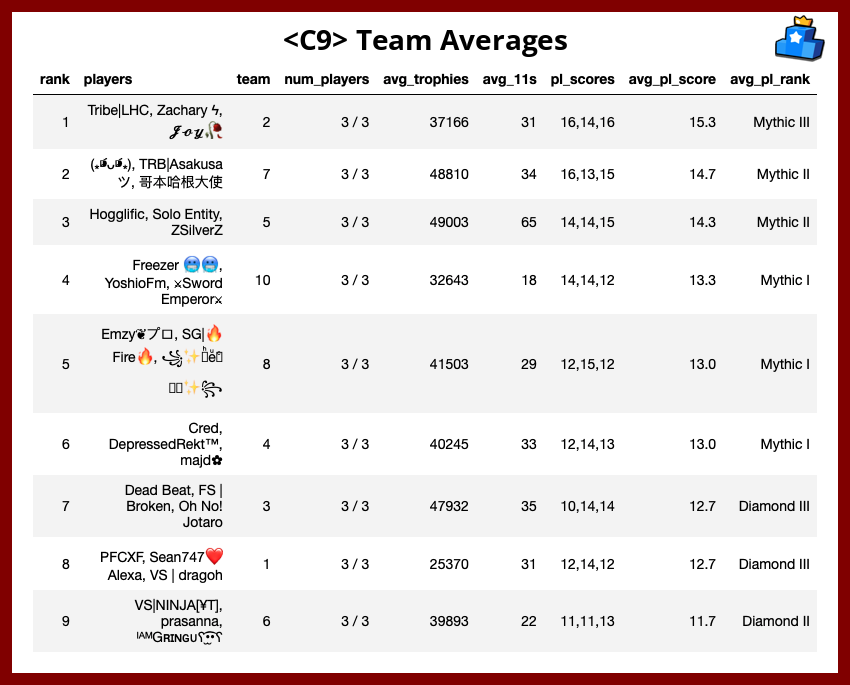 <C9> Team Averages
rank players team num_players avg_trophies avg_11s pl_scores avg_pl_score avg_pl_rank
Tribe|LHC, Zachary ϟ,
1 𝓙𝓸𝔂🥀 2 3 / 3 37166 31 16,14,16 15.3 Mythic III
TRB|Asakusa
2 ツ, 哥本哈根大使 7 3 / 3 48810 34 16,13,15 14.7 Mythic II
Hogglific, Solo Entity,
3 ZSilverZ 5 3 / 3 49003 65 14,14,15 14.3 Mythic II
Freezer 🥶🥶,
4 YoshioFm, ⚔Sword 10 3 / 3 32643 18 14,14,12 13.3 Mythic I
Emperor⚔
Emzy❦プロ, SG|🔥
5 Fire🔥, ꧁✨ 8 3 / 3 41503 29 12,15,12 13.0 Mythic I
✨꧂
Cred,
6 DepressedRekt™, 4 3 / 3 40245 33 12,14,13 13.0 Mythic I
majd✿
Dead Beat, FS |
7 Broken, Oh No! 3 3 / 3 47932 35 10,14,14 12.7 Diamond III
Jotaro
PFCXF, Sean747❤️
8 Alexa, VS | dragoh 1 3 / 3 25370 31 12,14,12 12.7 Diamond III
VS|NINJA[¥T],
9 prasanna, 6 3 / 3 39893 22 11,11,13 11.7 Diamond II
ᴵᴬᴹGʀɪɴɢᴜ